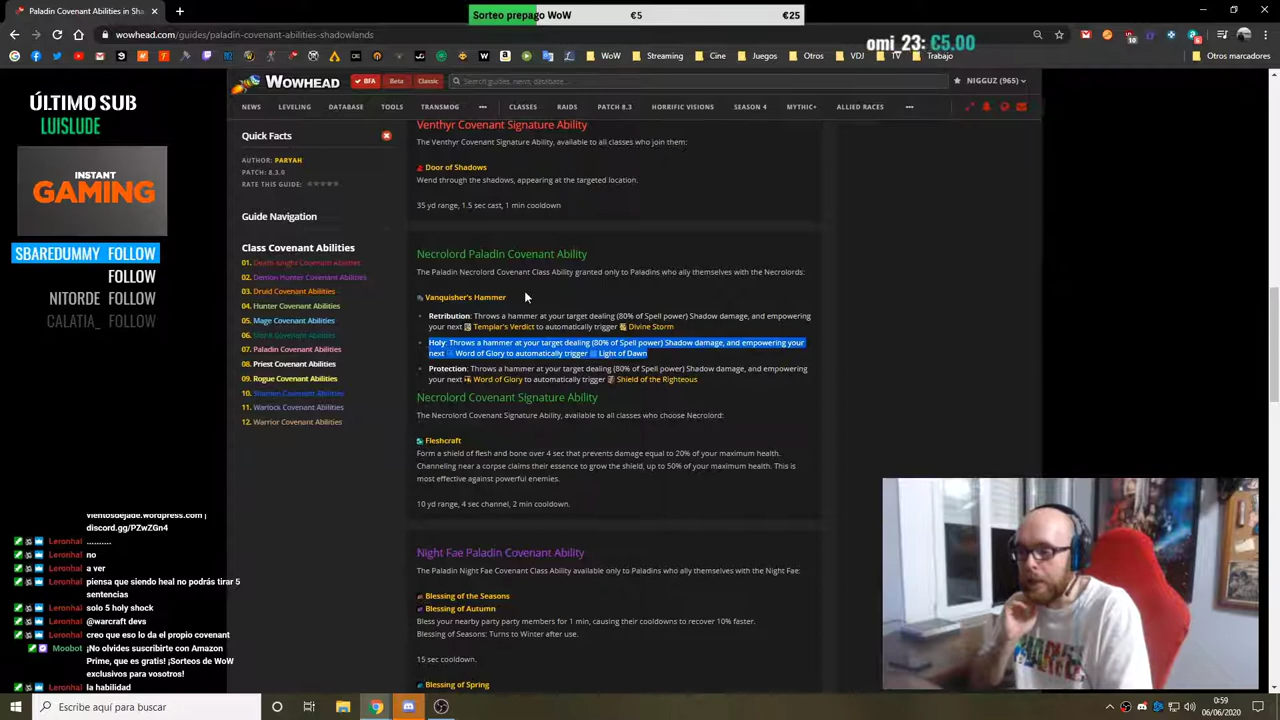 Paladin Covenant Abilities in Sh
Sorteo prepago WoW €5 €25
wowhead.com/guides/paladin-covenant-abilities-shadowlands
omi_23: €5.00
WoW Streaming Compras Juegos Otros VDJ TV Trabajo Otros marcadores
ÚLTIMO SUB
LUISLUDE
INSTANT
GAMING
SBAREDUMMY FOLLOW
FOLLOW
NITORDE FOLLOW
CALATIA_ FOLLOW
WOWHEAD BFA Beta Classic Search guides, news, database... NIGGUZ (965)
NEWS LEVELING DATABASE TOOLS TRANSMOG ••• CLASSES RAIDS PATCH 8.3 HORRIFIC VISIONS SEASON 4 MYTHIC+ ALLIED RACES •••
Quick Facts
AUTHOR: PARYAH
PATCH: 8.3.0
RATE THIS GUIDE:
Guide Navigation
Class Covenant Abilities
01. Death Knight Covenant Abilities
02. Demon Hunter Covenant Abilities
03. Druid Covenant Abilities
04. Hunter Covenant Abilities
05. Mage Covenant Abilities
06. Monk Covenant Abilities
07. Paladin Covenant Abilities
08. Priest Covenant Abilities
09. Rogue Covenant Abilities
10. Shaman Covenant Abilities
11. Warlock Covenant Abilities
12. Warrior Covenant Abilities
Venthyr Covenant Signature Ability
The Venthyr Covenant Signature Ability, available to all classes who join them:
Door of Shadows
Wend through the shadows, appearing at the targeted location.
35 yd range, 1.5 sec cast, 1 min cooldown
Necrolord Paladin Covenant Ability
The Paladin Necrolord Covenant Class Ability granted only to Paladins who ally themselves with the Necrolords:
Vanquisher's Hammer
Retribution: Throws a hammer at your target dealing (80% of Spell power) Shadow damage, and empowering
your next Templar's Verdict to automatically trigger Divine Storm
Holy: Throws a hammer at your target dealing (80% of Spell power) Shadow damage, and empowering your
next Word of Glory to automatically trigger Light of Dawn
Protection: Throws a hammer at your target dealing (80% of Spell power) Shadow damage, and empowering
your next Word of Glory to automatically trigger Shield of the Righteous
Necrolord Covenant Signature Ability
The Necrolord Covenant Signature Ability, available to all classes who choose Necrolord:
Fleshcraft
Form a shield of flesh and bone over 4 sec that prevents damage equal to 20% of your maximum health.
Channeling near a corpse claims their essence to grow the shield, up to 50% of your maximum health. This is
most effective against powerful enemies.
10 yd range, 4 sec channel, 2 min cooldown.
Night Fae Paladin Covenant Ability
The Paladin Night Fae Covenant Class Ability available only to Paladins who ally themselves with the Night Fae:
Blessing of the Seasons
Blessing of Autumn
Bless your nearby party party members for 1 min, causing their cooldowns to recover 10% faster.
Blessing of Seasons: Turns to Winter after use.
15 sec cooldown.
Blessing of Spring
vientosdejade.wordpress.com |
discord.gg/PZwZGn4
Leronhal ..........
Leronhal no
Leronhal a ver
Leronhal piensa que siendo heal no podrás tirar 5
sentencias
Leronhal solo 5 holy shock
Leronhal @warcraft devs
Leronhal creo que eso lo da el propio covenant
Moobot ¡No olvides suscribirte con Amazon
Prime, que es gratis! ¡Sorteos de WoW
exclusivos para vosotros!
Leronhal la habilidad
Escribe aquí para buscar
0:59
06/06/2020